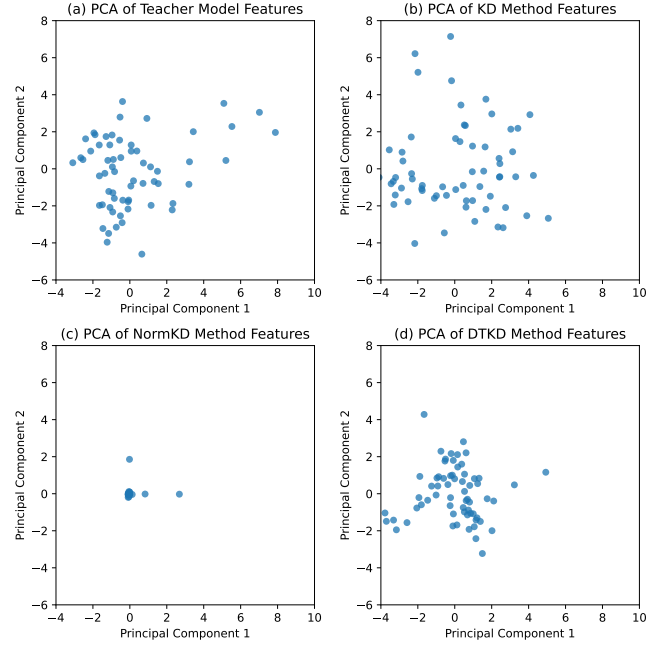 (a) PCA of Teacher Model Features
8
6
4
2
0
−2
−4
−6
−4 −2 0 2 4 6 8 10
Principal Component 1
Principal Component 2
(b) PCA of KD Method Features
8
6
4
2
0
−2
−4
−6
−4 −2 0 2 4 6 8 10
Principal Component 1
Principal Component 2
(c) PCA of NormKD Method Features
8
6
4
2
0
−2
−4
−6
−4 −2 0 2 4 6 8 10
Principal Component 1
Principal Component 2
(d) PCA of DTKD Method Features
8
6
4
2
0
−2
−4
−6
−4 −2 0 2 4 6 8 10
Principal Component 1
Principal Component 2